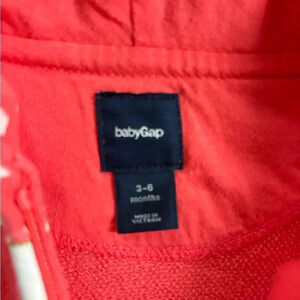 babyGap
3-6
months
MADE IN
VIETNAM